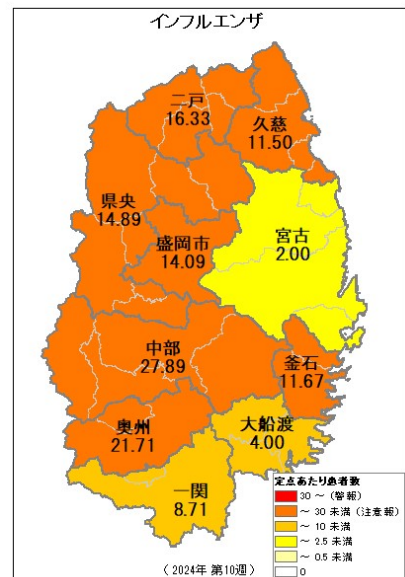 インフルエンザ
二戸
16.33
久慈
11.50
県央
14.89
盛岡市
14.09
宮古
2.00
中部
27.89
釜石
11.67
奥州
21.71
大船渡
4.00
一関
8.71
定点あたり患者数
30 ～ (警報)
～ 30 未満 (注意報)
～ 10 未満
～ 2.5 未満
～ 0.5 未満
0
( 2024年 第10週 )